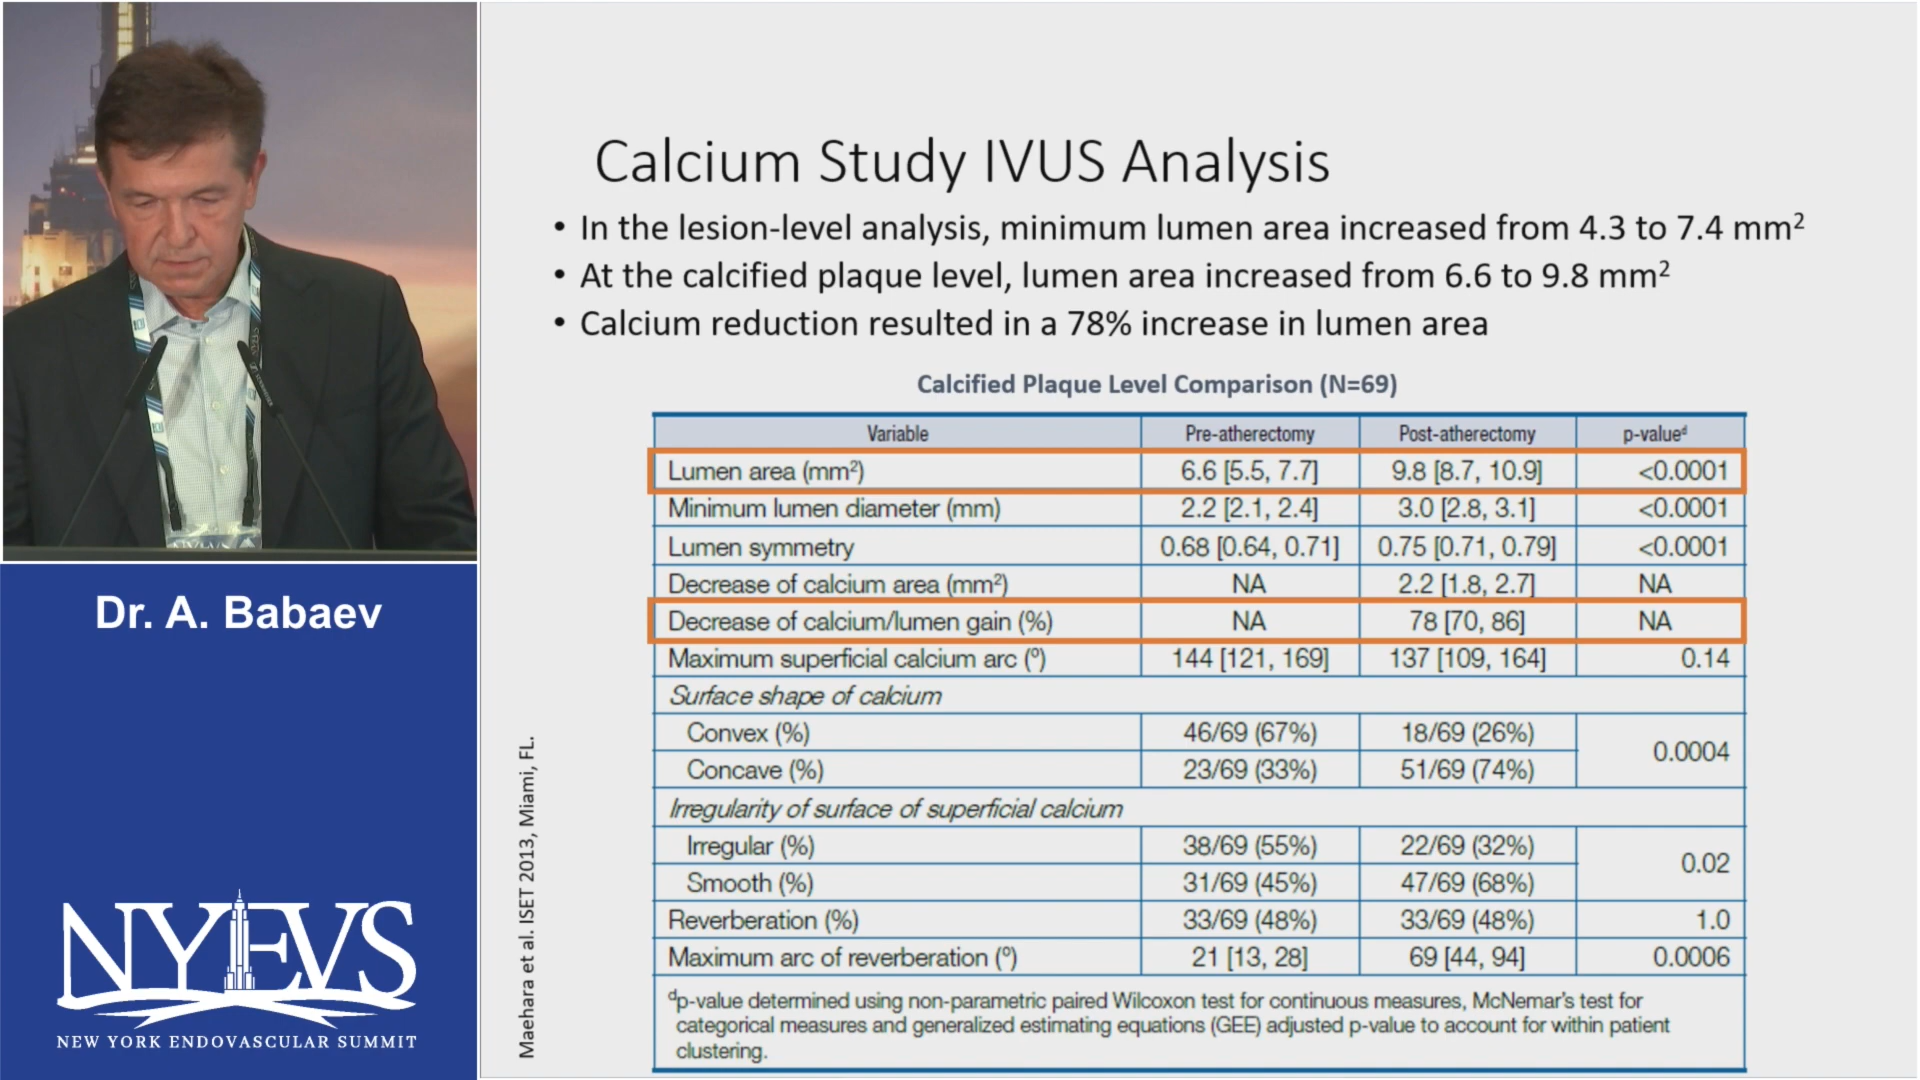 Calcium Study IVUS Analysis
• In the lesion-level analysis, minimum lumen area increased from 4.3 to 7.4 mm²
• At the calcified plaque level, lumen area increased from 6.6 to 9.8 mm²
• Calcium reduction resulted in a 78% increase in lumen area
Calcified Plaque Level Comparison (N=69)
Variable Pre-atherectomy Post-atherectomy p-valueᵈ
Lumen area (mm²) 6.6 [5.5, 7.7] 9.8 [8.7, 10.9] <0.0001
Minimum lumen diameter (mm) 2.2 [2.1, 2.4] 3.0 [2.8, 3.1] <0.0001
Lumen symmetry 0.68 [0.64, 0.71] 0.75 [0.71, 0.79] <0.0001
Decrease of calcium area (mm²) NA 2.2 [1.8, 2.7] NA
Decrease of calcium/lumen gain (%) NA 78 [70, 86] NA
Maximum superficial calcium arc (º) 144 [121, 169] 137 [109, 164] 0.14
Surface shape of calcium
Convex (%) 46/69 (67%) 18/69 (26%) 0.0004
Concave (%) 23/69 (33%) 51/69 (74%)
Irregularity of surface of superficial calcium
Irregular (%) 38/69 (55%) 22/69 (32%) 0.02
Smooth (%) 31/69 (45%) 47/69 (68%)
Reverberation (%) 33/69 (48%) 33/69 (48%) 1.0
Maximum arc of reverberation (º) 21 [13, 28] 69 [44, 94] 0.0006
ᵈp-value determined using non-parametric paired Wilcoxon test for continuous measures, McNemar's test for
categorical measures and generalized estimating equations (GEE) adjusted p-value to account for within patient
clustering.
Maehara et al. ISET 2013, Miami, FL.
Dr. A. Babaev
NYEVS
NEW YORK ENDOVASCULAR SUMMIT